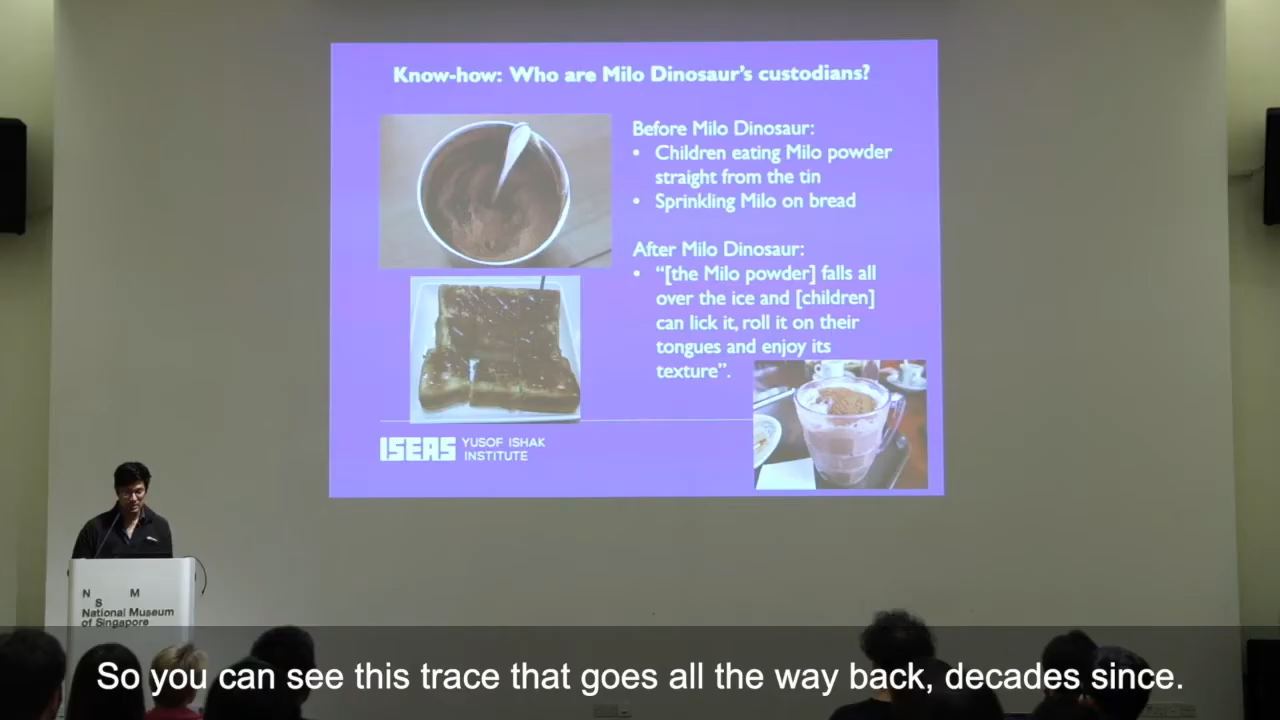 Know-how: Who are Milo Dinosaur's custodians?
Before Milo Dinosaur:
• Children eating Milo powder
straight from the tin
• Sprinkling Milo on bread
After Milo Dinosaur:
• “[the Milo powder] falls all
over the ice and [children]
can lick it, roll it on their
tongues and enjoy its
texture”.
ISEAS YUSOF ISHAK
INSTITUTE
N M
S
National Museum
of Singapore
So you can see this trace that goes all the way back, decades since.